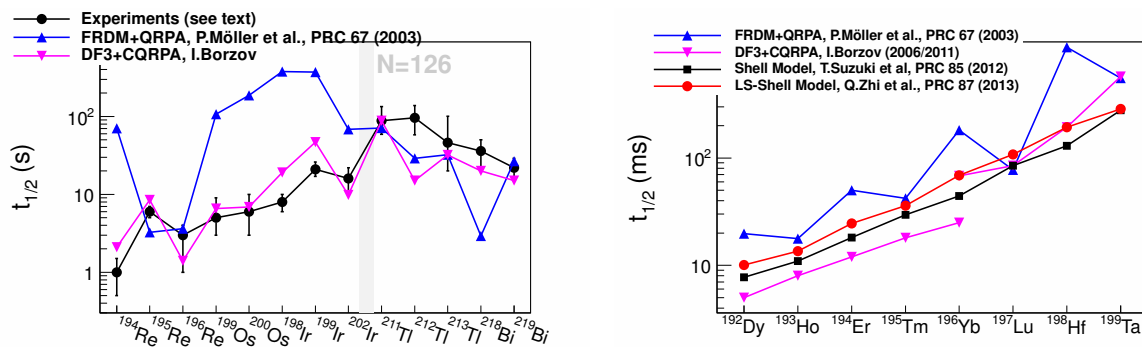 Experiments (see text)
FRDM+QRPA, P.Möller et al., PRC 67 (2003)
DF3+CQRPA, I.Borzov
N=126
t1/2 (s)
10²
10
1
¹⁹⁴Re
¹⁹⁵Re
¹⁹⁶Re
¹⁹⁹Os
²⁰⁰Os
¹⁹⁸Ir
¹⁹⁹Ir
²⁰²Ir
²¹¹Tl
²¹²Tl
²¹³Tl
²¹⁸Bi
²¹⁹Bi
FRDM+QRPA, P.Möller et al., PRC 67 (2003)
DF3+CQRPA, I.Borzov (2006/2011)
Shell Model, T.Suzuki et al, PRC 85 (2012)
LS-Shell Model, Q.Zhi et al., PRC 87 (2013)
t1/2 (ms)
10²
10
¹⁹²Dy
¹⁹³Ho
¹⁹⁴Er
¹⁹⁵Tm
¹⁹⁶Yb
¹⁹⁷Lu
¹⁹⁸Hf
¹⁹⁹Ta